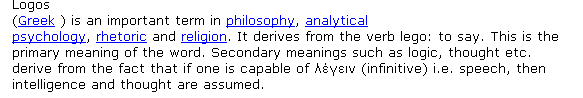 Logos
(Greek ) is an important term in philosophy, analytical
psychology, rhetoric and religion. It derives from the verb lego: to say. This is the
primary meaning of the word. Secondary meanings such as logic, thought etc.
derive from the fact that if one is capable of λέγειν (infinitive) i.e. speech, then
intelligence and thought are assumed.